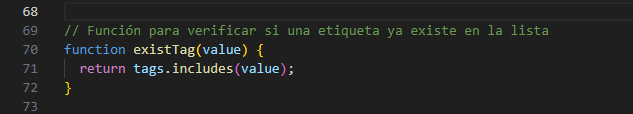 68
69 // Función para verificar si una etiqueta ya existe en la lista
70 function existTag(value) {
71   return tags.includes(value);
72 }
73